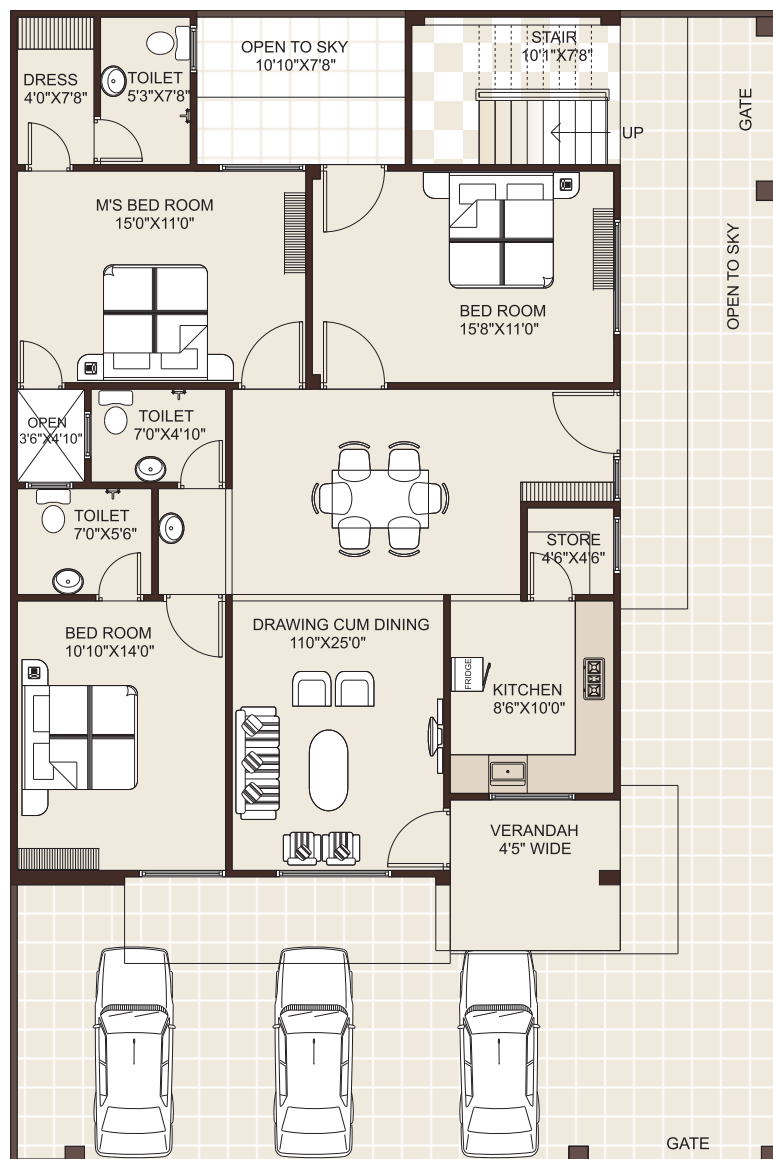 OPEN TO SKY
10'10"X7'8"
STAIR
10'1"X7'8"
DRESS
4'0"X7'8"
TOILET
5'3"X7'8"
GATE
UP
M'S BED ROOM
15'0"X11'0"
OPEN TO SKY
BED ROOM
15'8"X11'0"
OPEN
3'6"X4'10"
TOILET
7'0"X4'10"
TOILET
7'0"X5'6"
STORE
4'6"X4'6"
BED ROOM
10'10"X14'0"
DRAWING CUM DINING
110"X25'0"
FRIDGE
KITCHEN
8'6"X10'0"
VERANDAH
4'5" WIDE
GATE